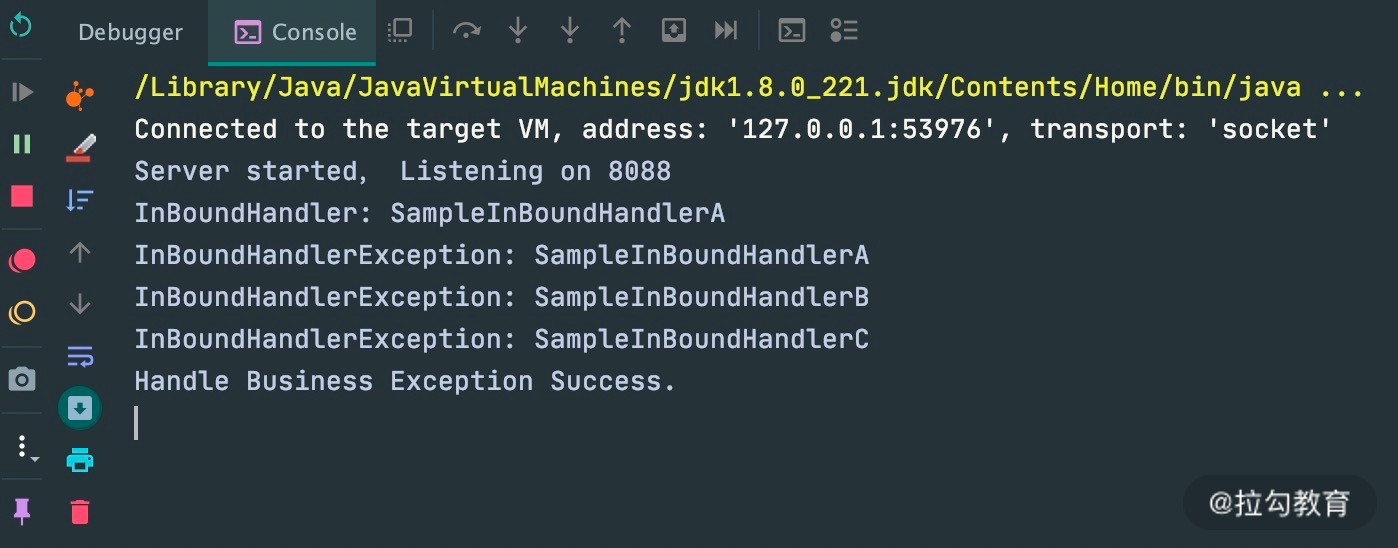 Debugger Console
/Library/Java/JavaVirtualMachines/jdk1.8.0_221.jdk/Contents/Home/bin/java ...
Connected to the target VM, address: '127.0.0.1:53976', transport: 'socket'
Server started,  Listening on 8088
InBoundHandler: SampleInBoundHandlerA
InBoundHandlerException: SampleInBoundHandlerA
InBoundHandlerException: SampleInBoundHandlerB
InBoundHandlerException: SampleInBoundHandlerC
Handle Business Exception Success.
@拉勾教育